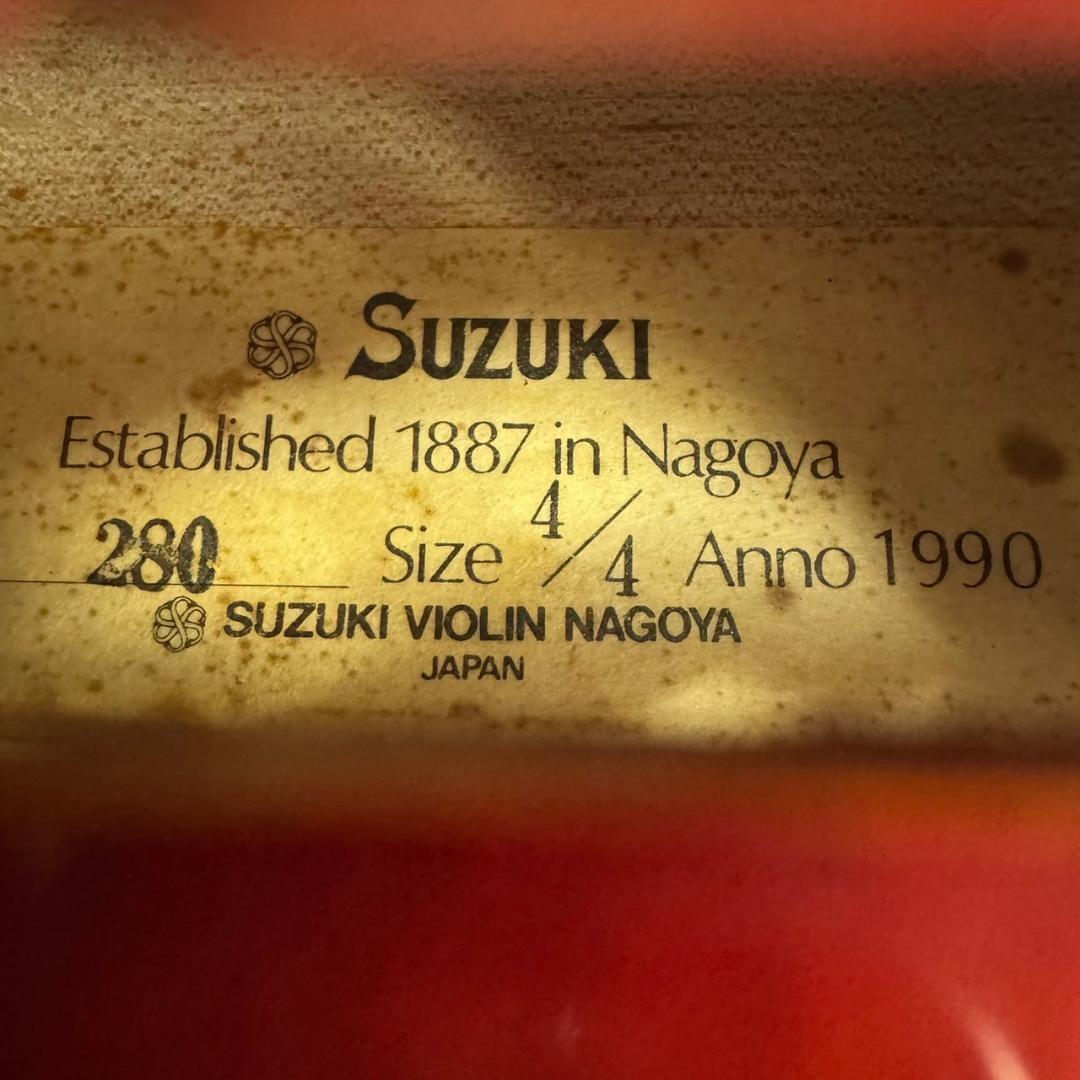 SUZUKI
Established 1887 in Nagoya
280 Size 4/4 Anno 1990
SUZUKI VIOLIN NAGOYA
JAPAN